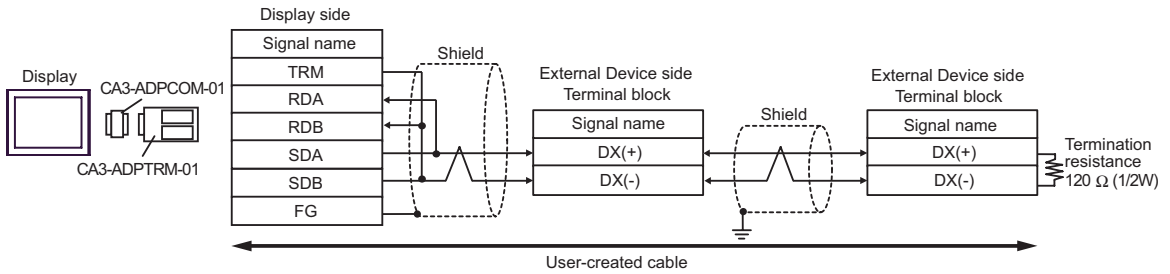 Display
CA3-ADPCOM-01
CA3-ADPTRM-01
Display side
Signal name
TRM
RDA
RDB
SDA
SDB
FG
Shield
External Device side
Terminal block
Signal name
DX(+)
DX(-)
Shield
External Device side
Terminal block
Signal name
DX(+)
DX(-)
Termination
resistance
120 Ω (1/2W)
User-created cable